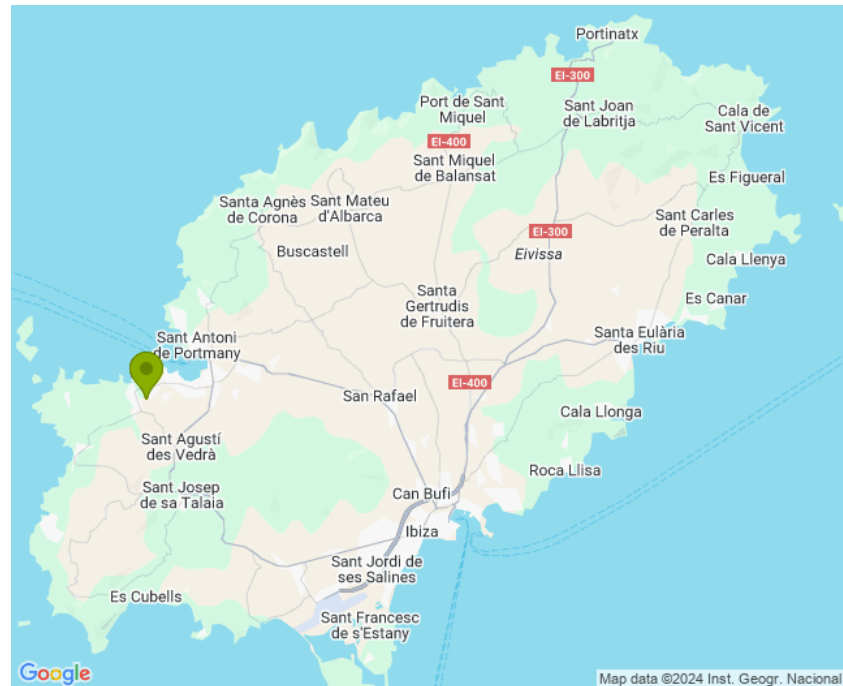 Portinatx
EI-300
Port de Sant
Miquel
Sant Joan
de Labritja
Cala de
Sant Vicent
EI-400
Sant Miquel
de Balansat
Es Figueral
Santa Agnès
de Corona
Sant Mateu
d'Albarca
Sant Carles
de Peralta
EI-300
Buscastell
Eivissa
Cala Llenya
Santa
Gertrudis
de Fruitera
Es Canar
Sant Antoni
de Portmany
Santa Eulària
des Riu
EI-400
San Rafael
Cala Llonga
Sant Agustí
des Vedrà
Roca Llisa
Sant Josep
de sa Talaia
Can Bufi
Ibiza
Sant Jordi de
ses Salines
Es Cubells
Sant Francesc
de s'Estany
Google
Map data ©2024 Inst. Geogr. Nacional